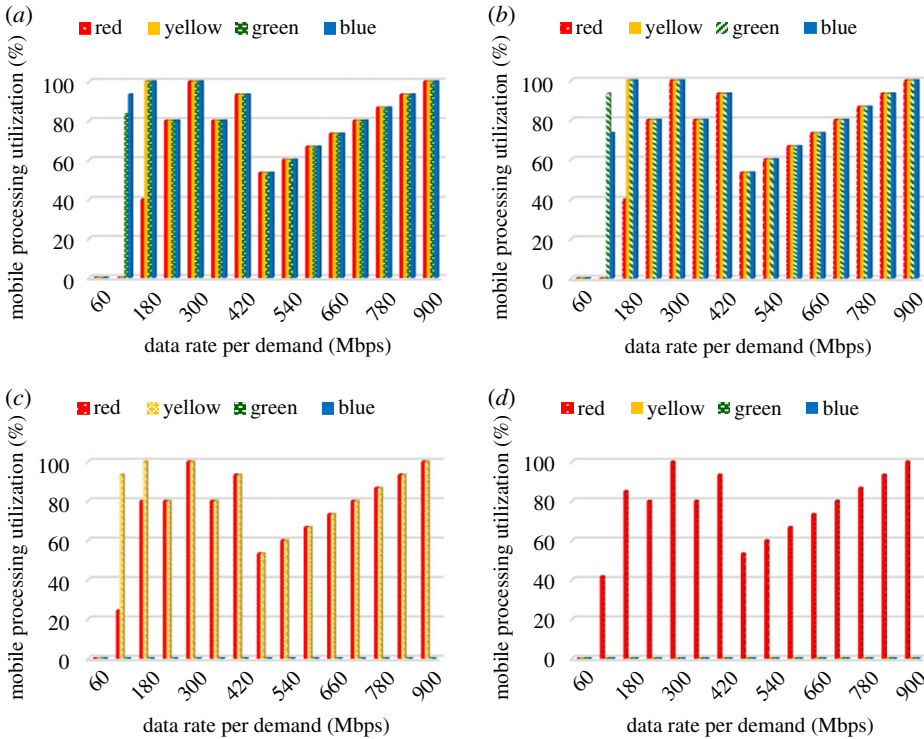 (a)
red yellow green blue
mobile processing utilization (%)
100
80
60
40
20
0
60 180 300 420 540 660 780 900
data rate per demand (Mbps)
(b)
red yellow green blue
mobile processing utilization (%)
100
80
60
40
20
0
60 180 300 420 540 660 780 900
data rate per demand (Mbps)
(c)
red yellow green blue
mobile processing utilization (%)
100
80
60
40
20
0
60 180 300 420 540 660 780 900
data rate per demand (Mbps)
(d)
red yellow green blue
mobile processing utilization (%)
100
80
60
40
20
0
60 180 300 420 540 660 780 900
data rate per demand (Mbps)